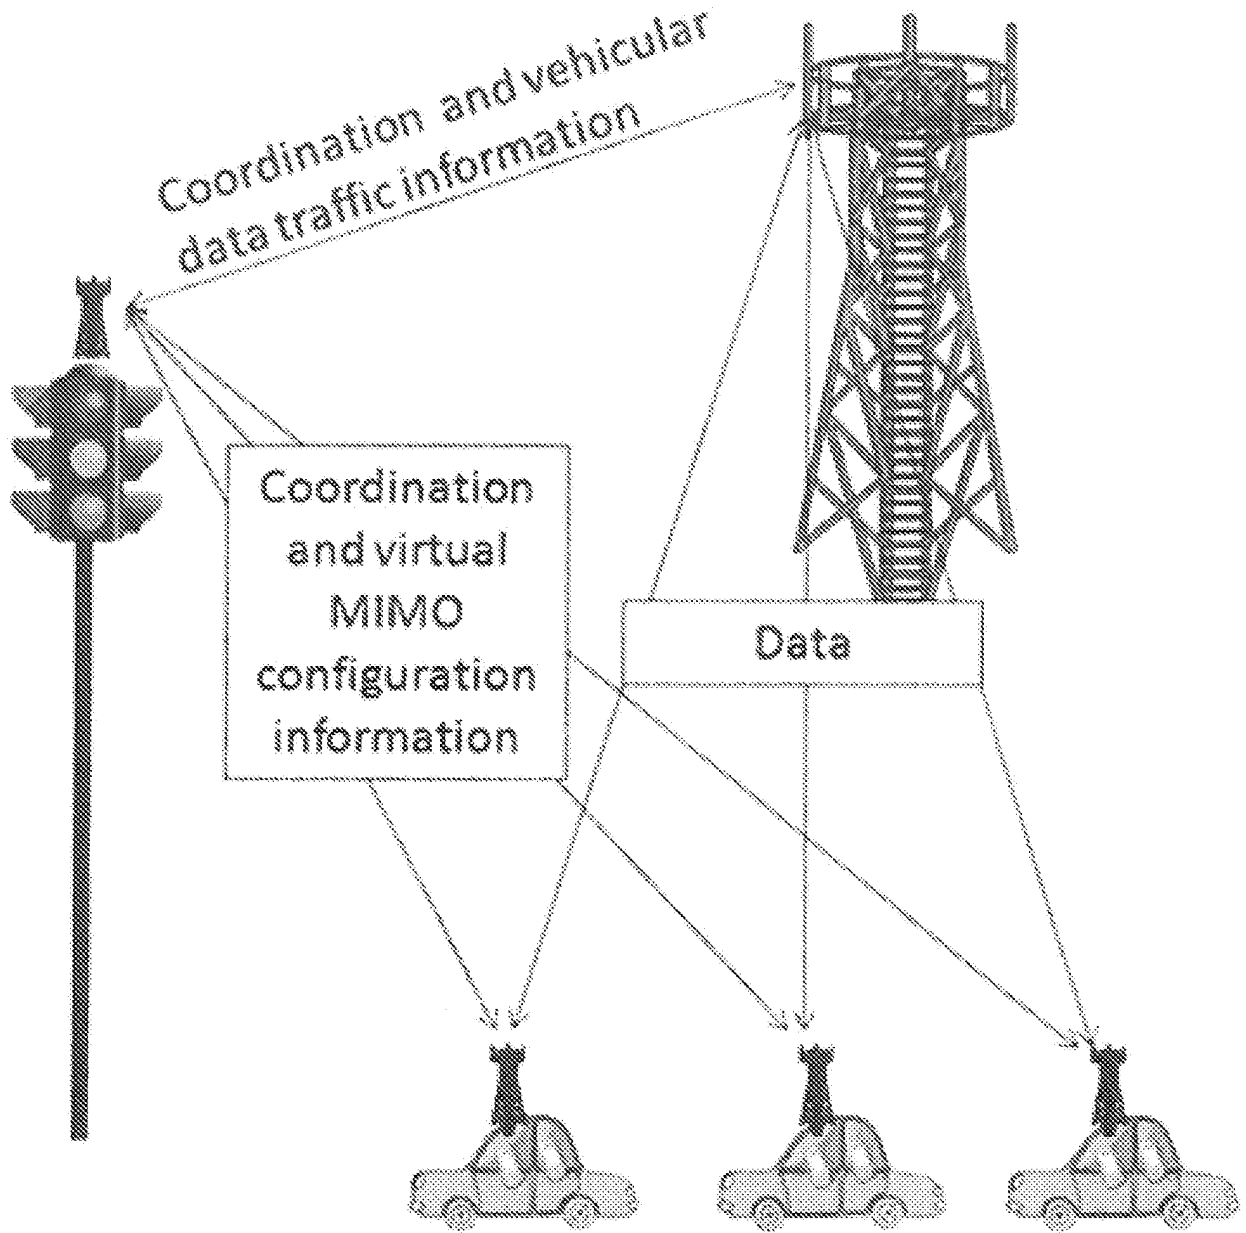 Coordination and vehicular
data traffic information
Coordination
and virtual
MIMO
configuration
information
Data